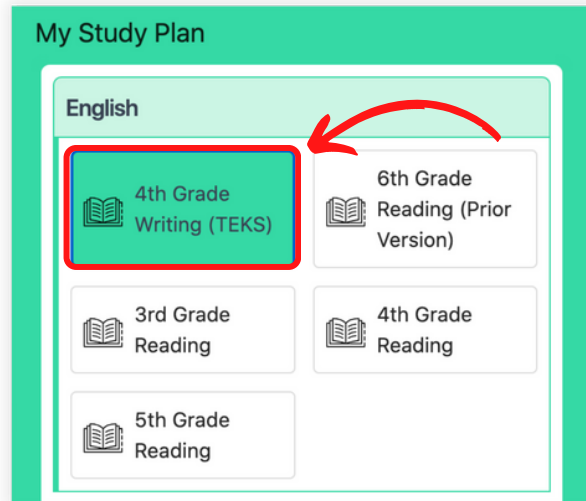 My Study Plan
English
4th Grade
Writing (TEKS)
6th Grade
Reading (Prior
Version)
3rd Grade
Reading
4th Grade
Reading
5th Grade
Reading